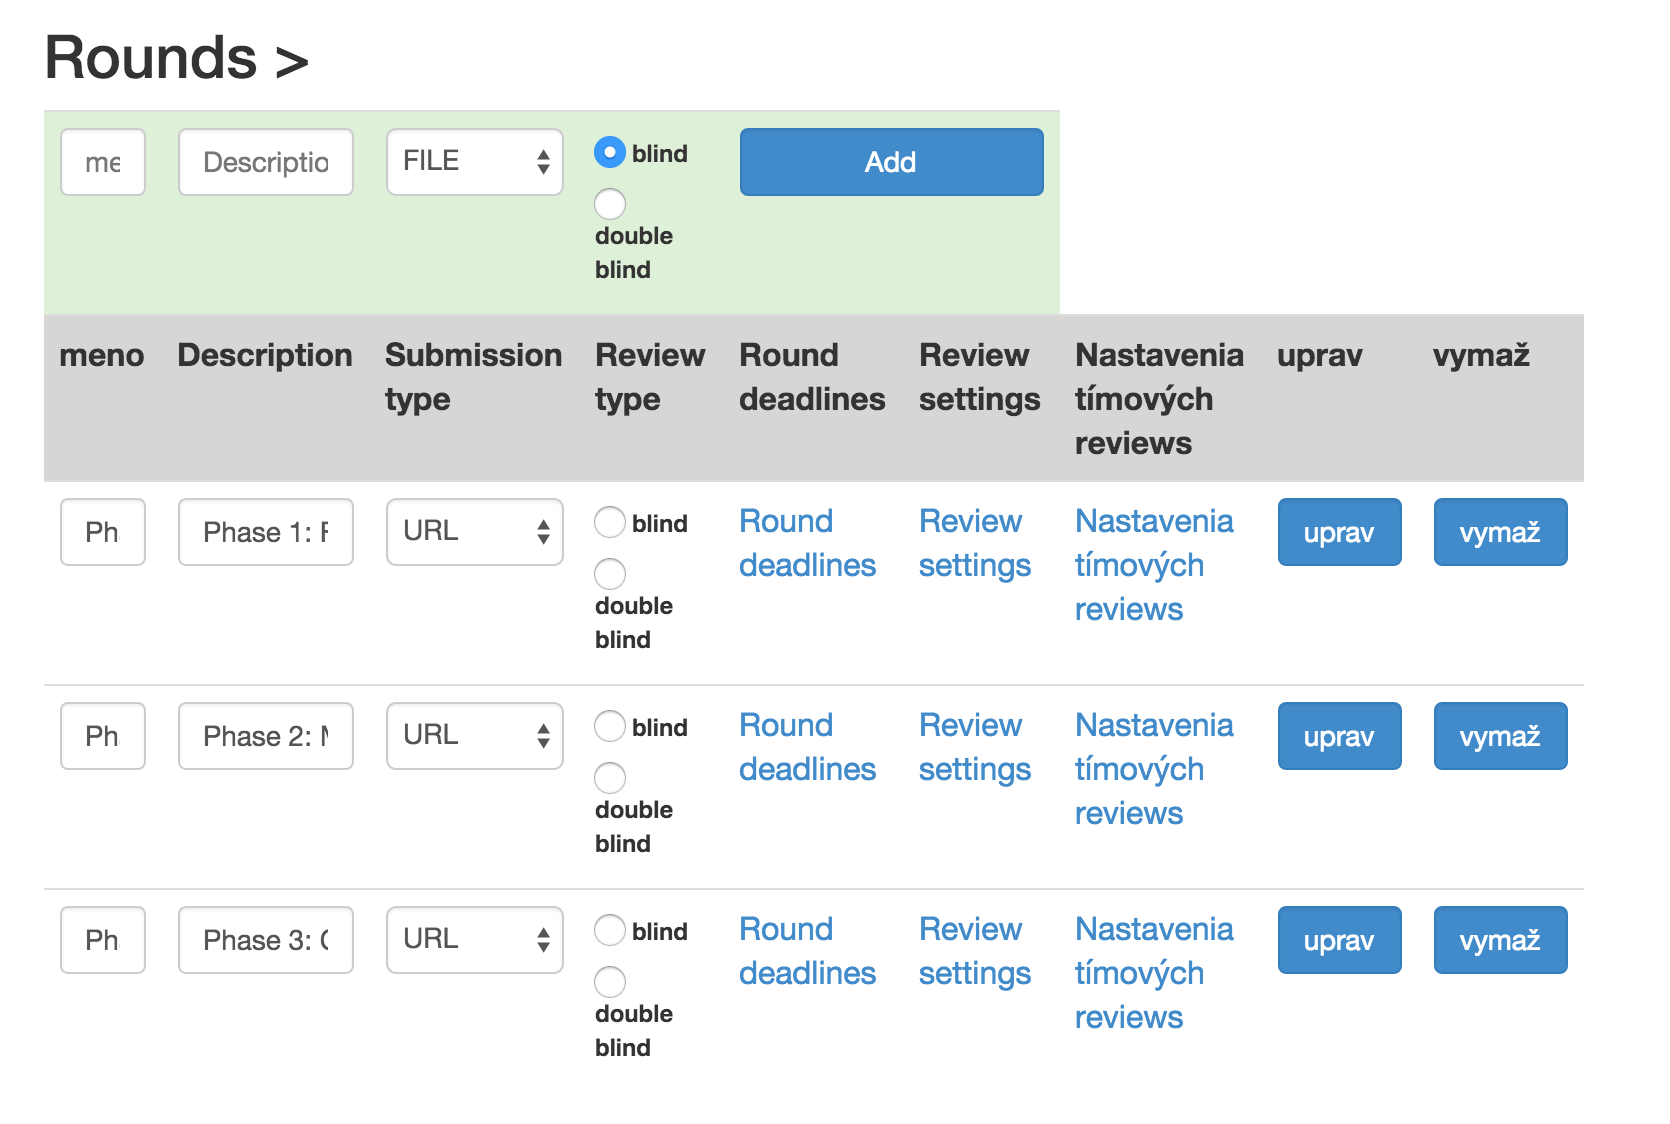 Rounds >
me Descriptio FILE blind Add
double
blind
meno Description Submission Review Round Review Nastavenia uprav vymaž
type type deadlines settings tímových
reviews
Ph Phase 1: URL blind Round Review Nastavenia uprav vymaž
deadlines settings tímových
double reviews
blind
Ph Phase 2: URL blind Round Review Nastavenia uprav vymaž
deadlines settings tímových
double reviews
blind
Ph Phase 3: URL blind Round Review Nastavenia uprav vymaž
deadlines settings tímových
double reviews
blind